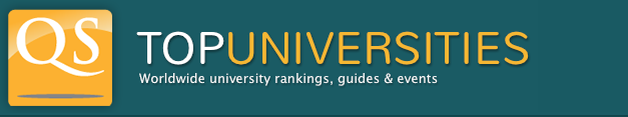 QS
TOPUNIVERSITIES
Worldwide university rankings, guides & events